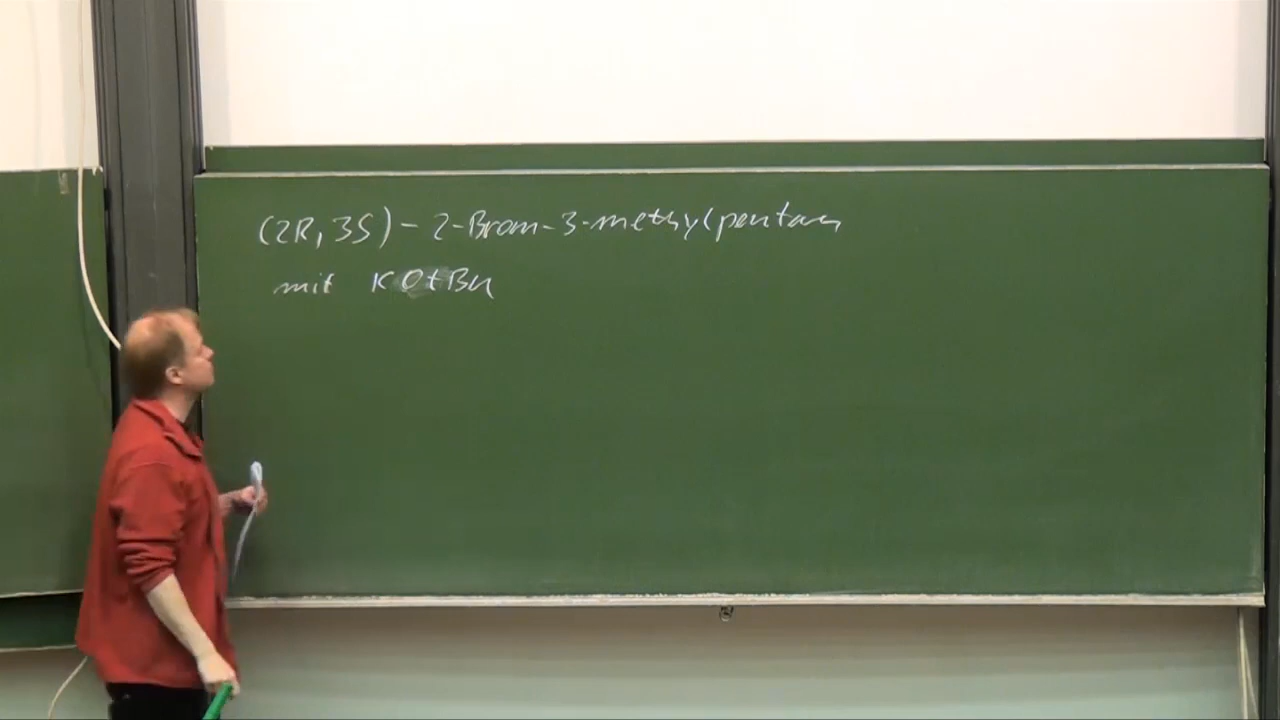 (2R, 3S) - 2-Brom-3-methylpentan
mit KOtBu